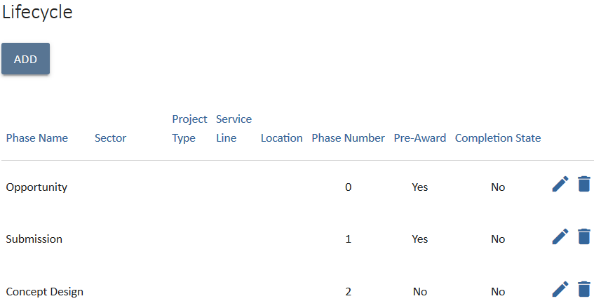 Lifecycle
ADD
Project Service
Phase Name Sector Type Line Location Phase Number Pre-Award Completion State
Opportunity 0 Yes No
Submission 1 Yes No
Concept Design 2 No No